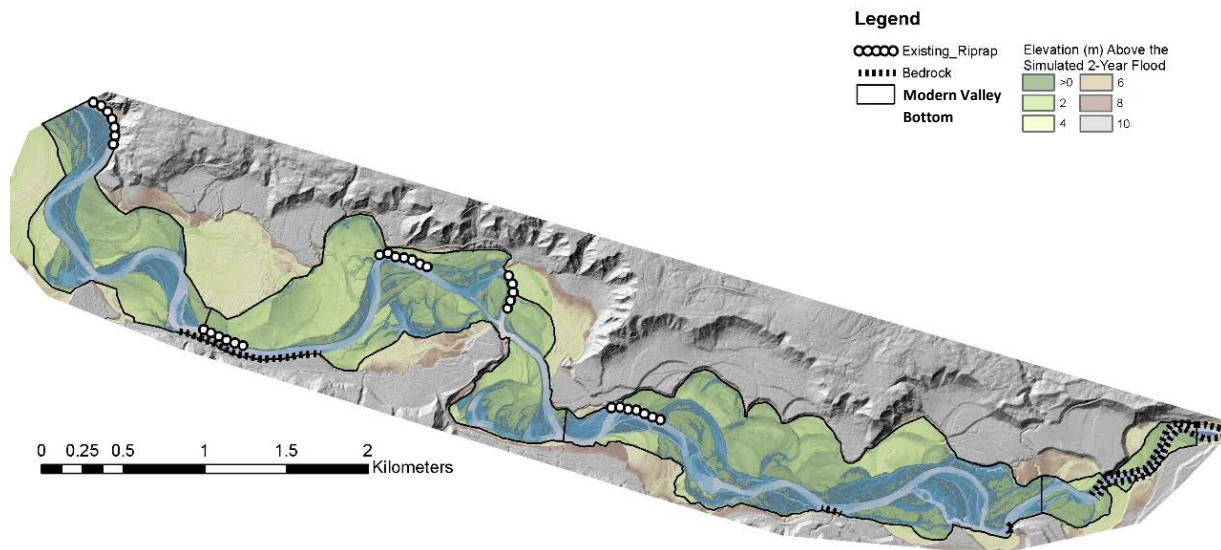 Legend
Existing_Riprap
Bedrock
Modern Valley
Bottom
Elevation (m) Above the
Simulated 2-Year Flood
>0 6
2 8
4 10
0 0.25 0.5 1 1.5 2
Kilometers